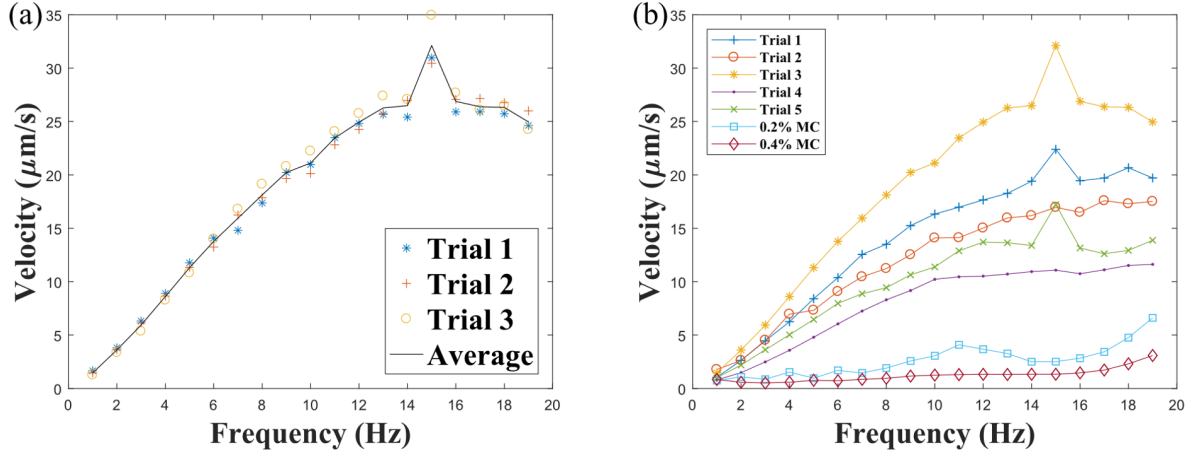 (a)
35
30
25
20
15
10
5
0
Velocity (μm/s)
Trial 1
Trial 2
Trial 3
Average
0 2 4 6 8 10 12 14 16 18 20
Frequency (Hz)
(b)
35
30
25
20
15
10
5
0
Velocity (μm/s)
Trial 1
Trial 2
Trial 3
Trial 4
Trial 5
0.2% MC
0.4% MC
0 2 4 6 8 10 12 14 16 18 20
Frequency (Hz)